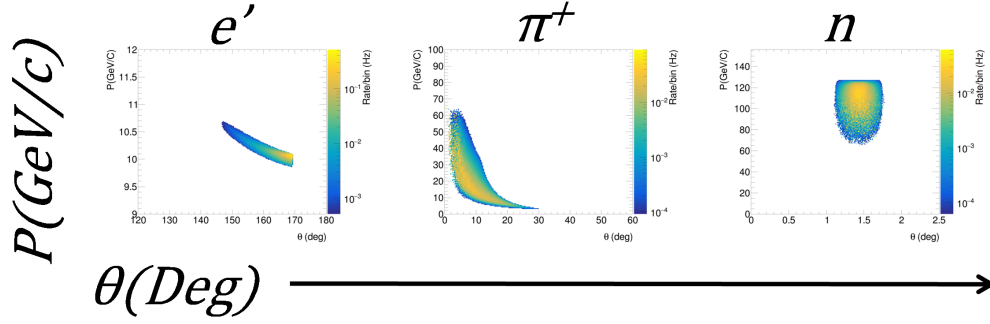 e′ π⁺ n
P(GeV/c)
P(GeV/C)
12
11.5
11
10.5
10
9.5
9
120 130 140 150 160 170 180
θ (deg)
Rate/bin (Hz)
10⁻¹
10⁻²
10⁻³
P(GeV/C)
100
90
80
70
60
50
40
30
20
10
0
0 10 20 30 40 50 60
θ (deg)
Rate/bin (Hz)
10⁻²
10⁻³
10⁻⁴
P(GeV/C)
140
120
100
80
60
40
20
0
0 0.5 1 1.5 2 2.5
θ (deg)
Rate/bin (Hz)
10⁻²
10⁻³
10⁻⁴
θ(Deg)